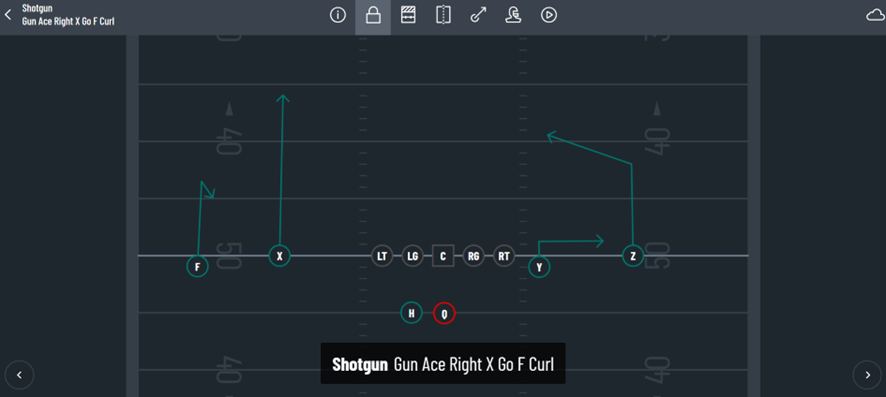 Shotgun
Gun Ace Right X Go F Curl
40
40
F
X
50
LT
LG
C
RG
RT
Y
Z
50
H
Q
40
40
Shotgun Gun Ace Right X Go F Curl